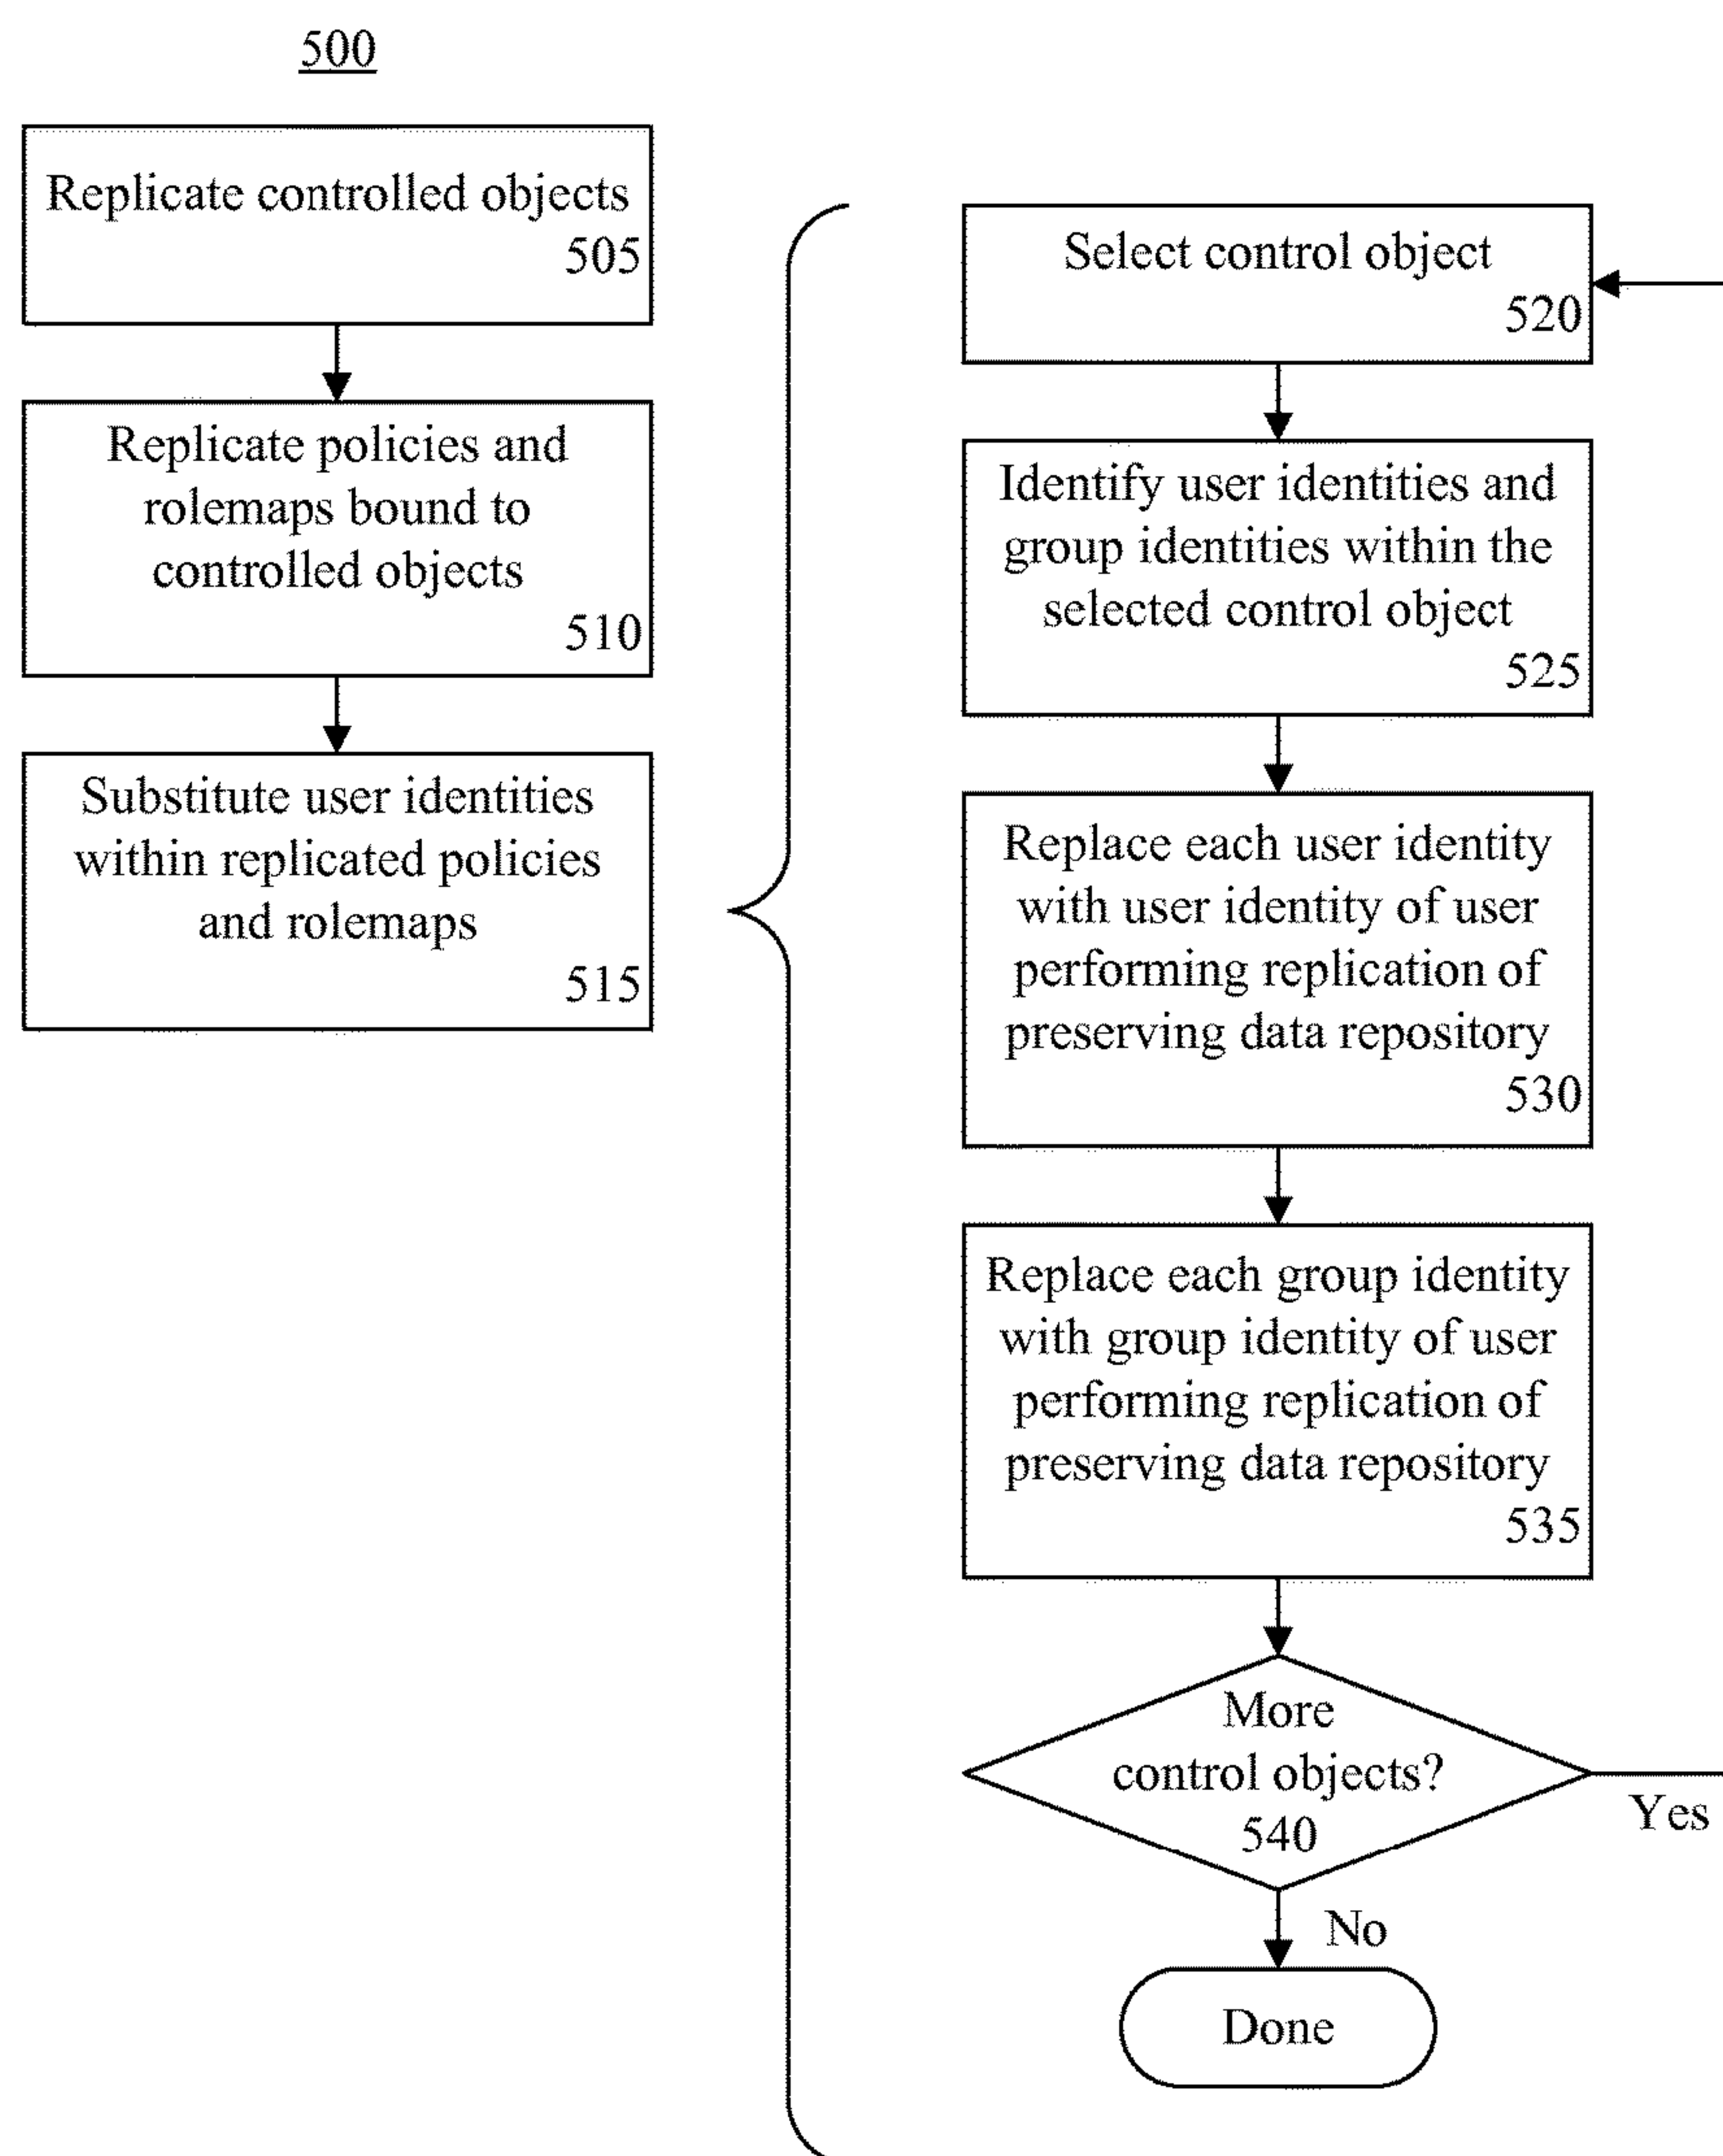 500
Replicate controlled objects
505
Replicate policies and
rolemaps bound to
controlled objects
510
Substitute user identities
within replicated policies
and rolemaps
515
Select control object
520
Identify user identities and
group identities within the
selected control object
525
Replace each user identity
with user identity of user
performing replication of
preserving data repository
530
Replace each group identity
with group identity of user
performing replication of
preserving data repository
535
More
control objects?
540
Yes
No
Done